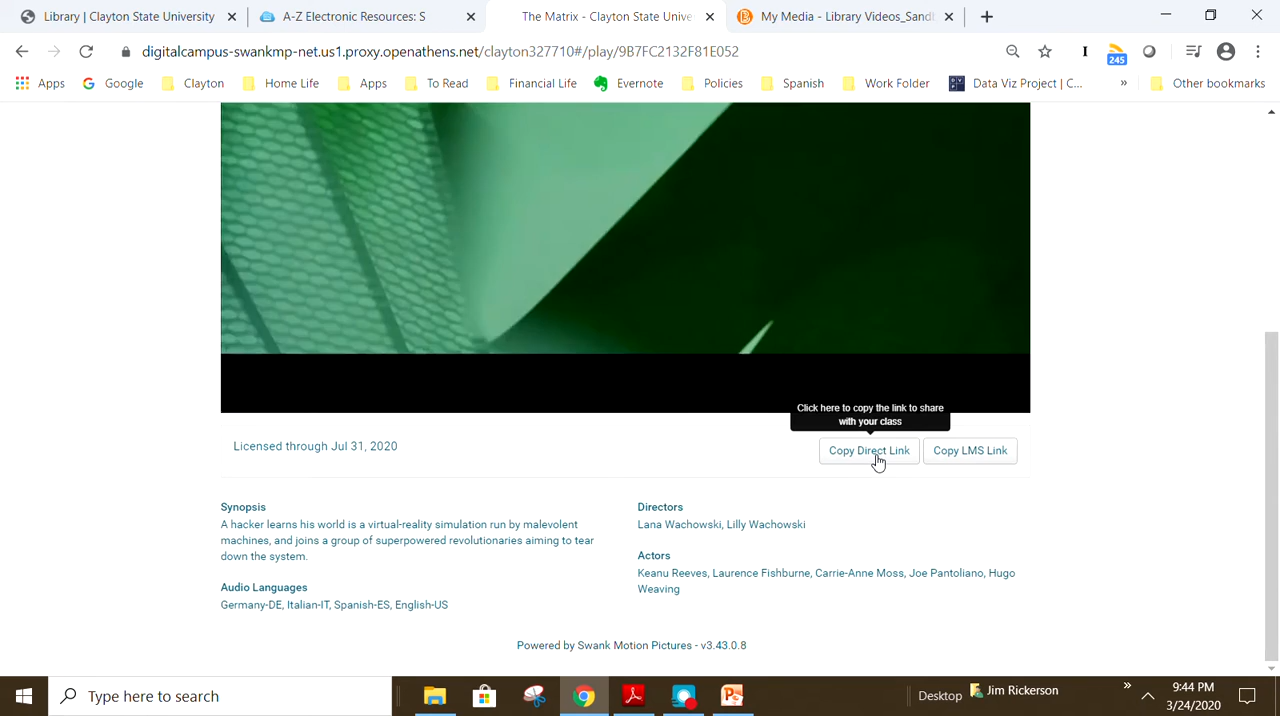 Library | Clayton State University
A-Z Electronic Resources: S
The Matrix - Clayton State Unive
My Media - Library Videos_Sand
digitalcampus-swankmp-net.us1.proxy.openathens.net/clayton327710#/play/9B7FC2132F81E052
I
245
Apps
Google
Clayton
Home Life
Apps
To Read
Financial Life
Evernote
Policies
Spanish
Work Folder
Data Viz Project | C...
»
Other bookmarks
Click here to copy the link to share
with your class
Licensed through Jul 31, 2020
Copy Direct Link
Copy LMS Link
Synopsis
A hacker learns his world is a virtual-reality simulation run by malevolent
machines, and joins a group of superpowered revolutionaries aiming to tear
down the system.
Audio Languages
Germany-DE, Italian-IT, Spanish-ES, English-US
Directors
Lana Wachowski, Lilly Wachowski
Actors
Keanu Reeves, Laurence Fishburne, Carrie-Anne Moss, Joe Pantoliano, Hugo
Weaving
Powered by Swank Motion Pictures - v3.43.0.8
Type here to search
Desktop
Jim Rickerson
»
9:44 PM
3/24/2020